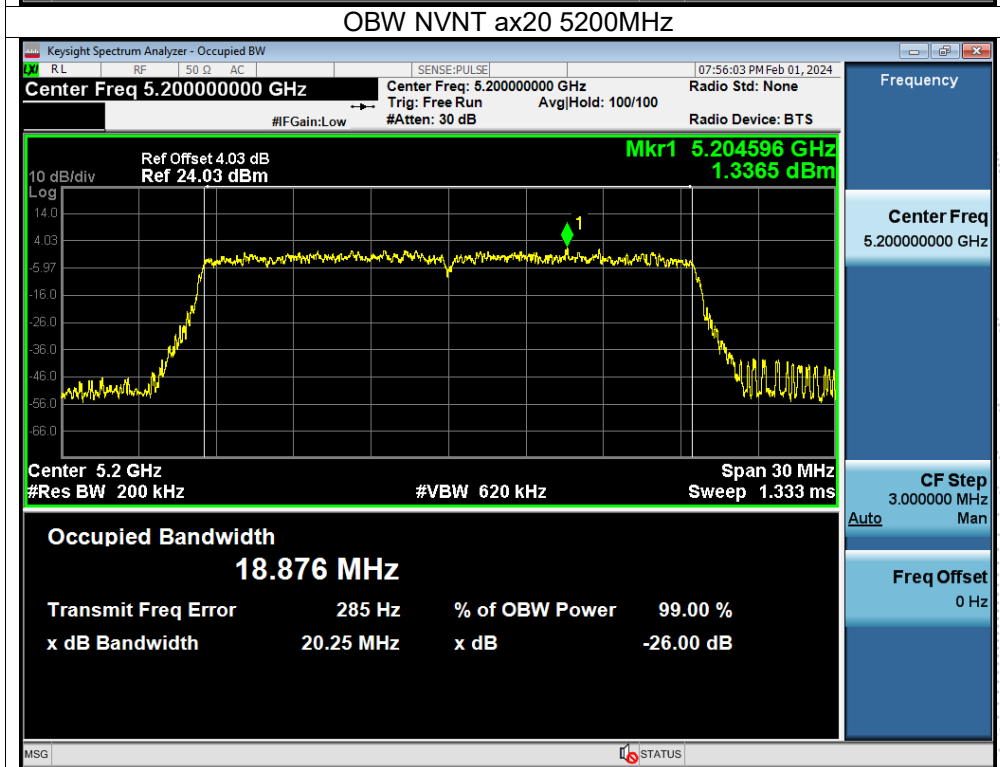 OBW NVNT ax20 5200MHz
Keysight Spectrum Analyzer - Occupied BW
LXI RL RF 50 Ω AC SENSE:PULSE 07:56:03 PM Feb 01, 2024
Center Freq 5.200000000 GHz
#IFGain:Low
Center Freq: 5.200000000 GHz
Trig: Free Run Avg|Hold: 100/100
#Atten: 30 dB
Radio Std: None
Radio Device: BTS
Ref Offset 4.03 dB
10 dB/div Ref 24.03 dBm
Mkr1 5.204596 GHz
1.3365 dBm
Log
14.0
4.03
-5.97
-16.0
-26.0
-36.0
-46.0
-56.0
-66.0
1
Center 5.2 GHz Span 30 MHz
#Res BW 200 kHz #VBW 620 kHz Sweep 1.333 ms
Occupied Bandwidth
18.876 MHz
Transmit Freq Error 285 Hz % of OBW Power 99.00 %
x dB Bandwidth 20.25 MHz x dB -26.00 dB
Frequency
Center Freq
5.200000000 GHz
CF Step
3.000000 MHz
Auto Man
Freq Offset
0 Hz
MSG STATUS